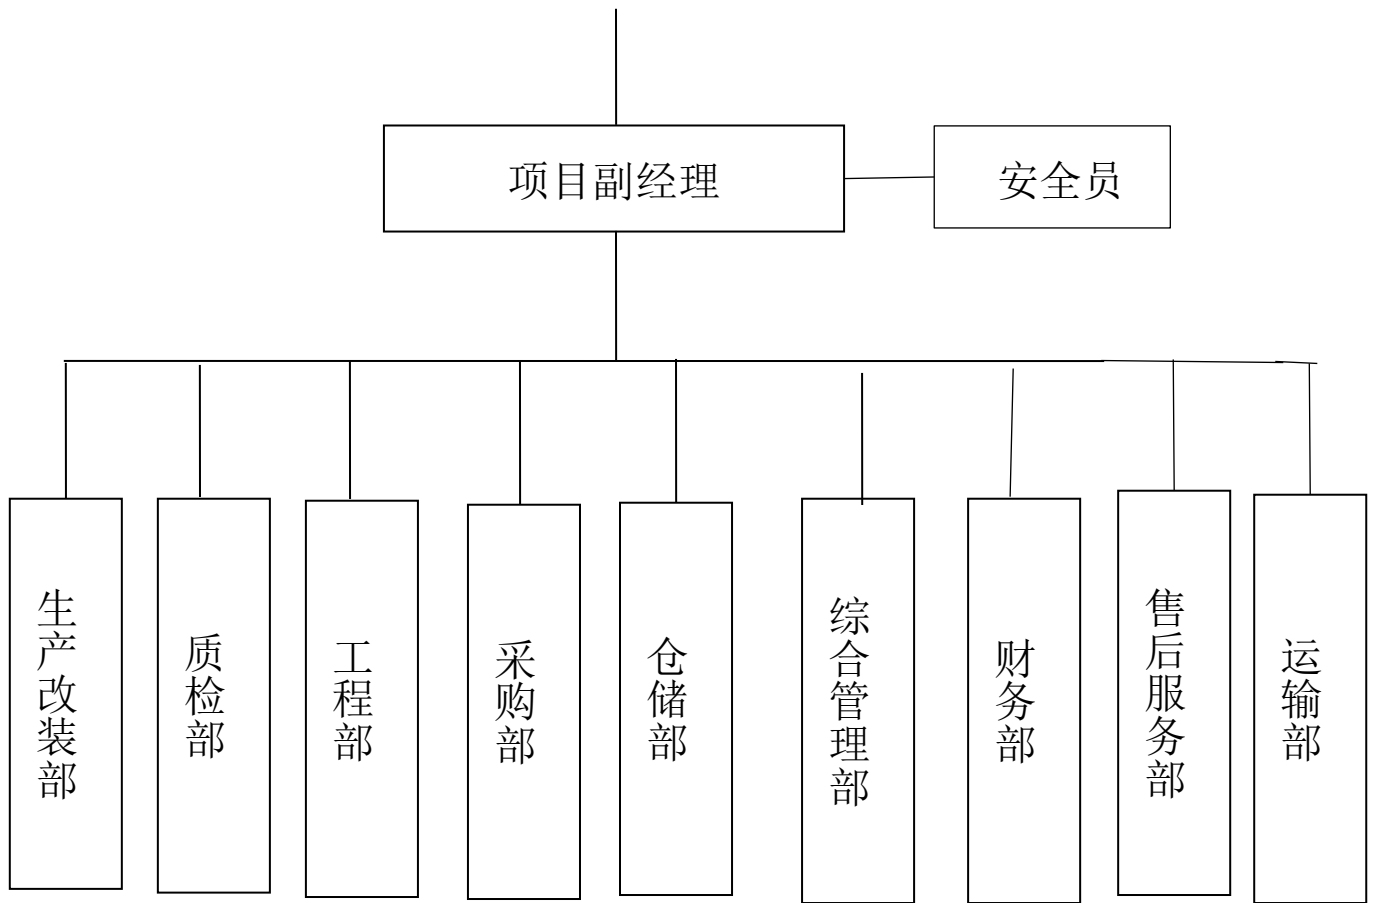 项目副经理
安全员
生产改装部
质检部
工程部
采购部
仓储部
综合管理部
财务部
售后服务部
运输部